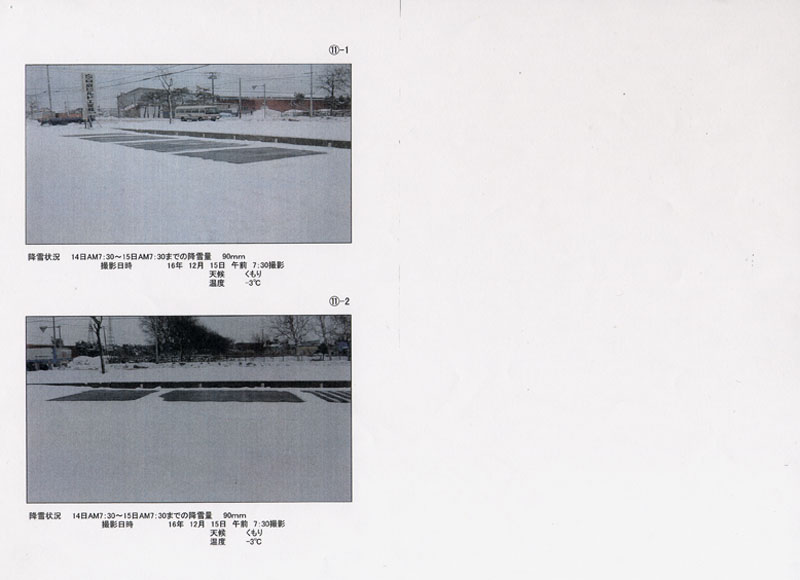 ⑪-1
降雪状況 14日AM7:30～15日AM7:30までの降雪量 90mm
撮影日時 16年 12月 15日 午前 7:30撮影
天候 くもり
温度 -3℃
⑪-2
降雪状況 14日AM7:30～15日AM7:30までの降雪量 90mm
撮影日時 16年 12月 15日 午前 7:30撮影
天候 くもり
温度 -3℃